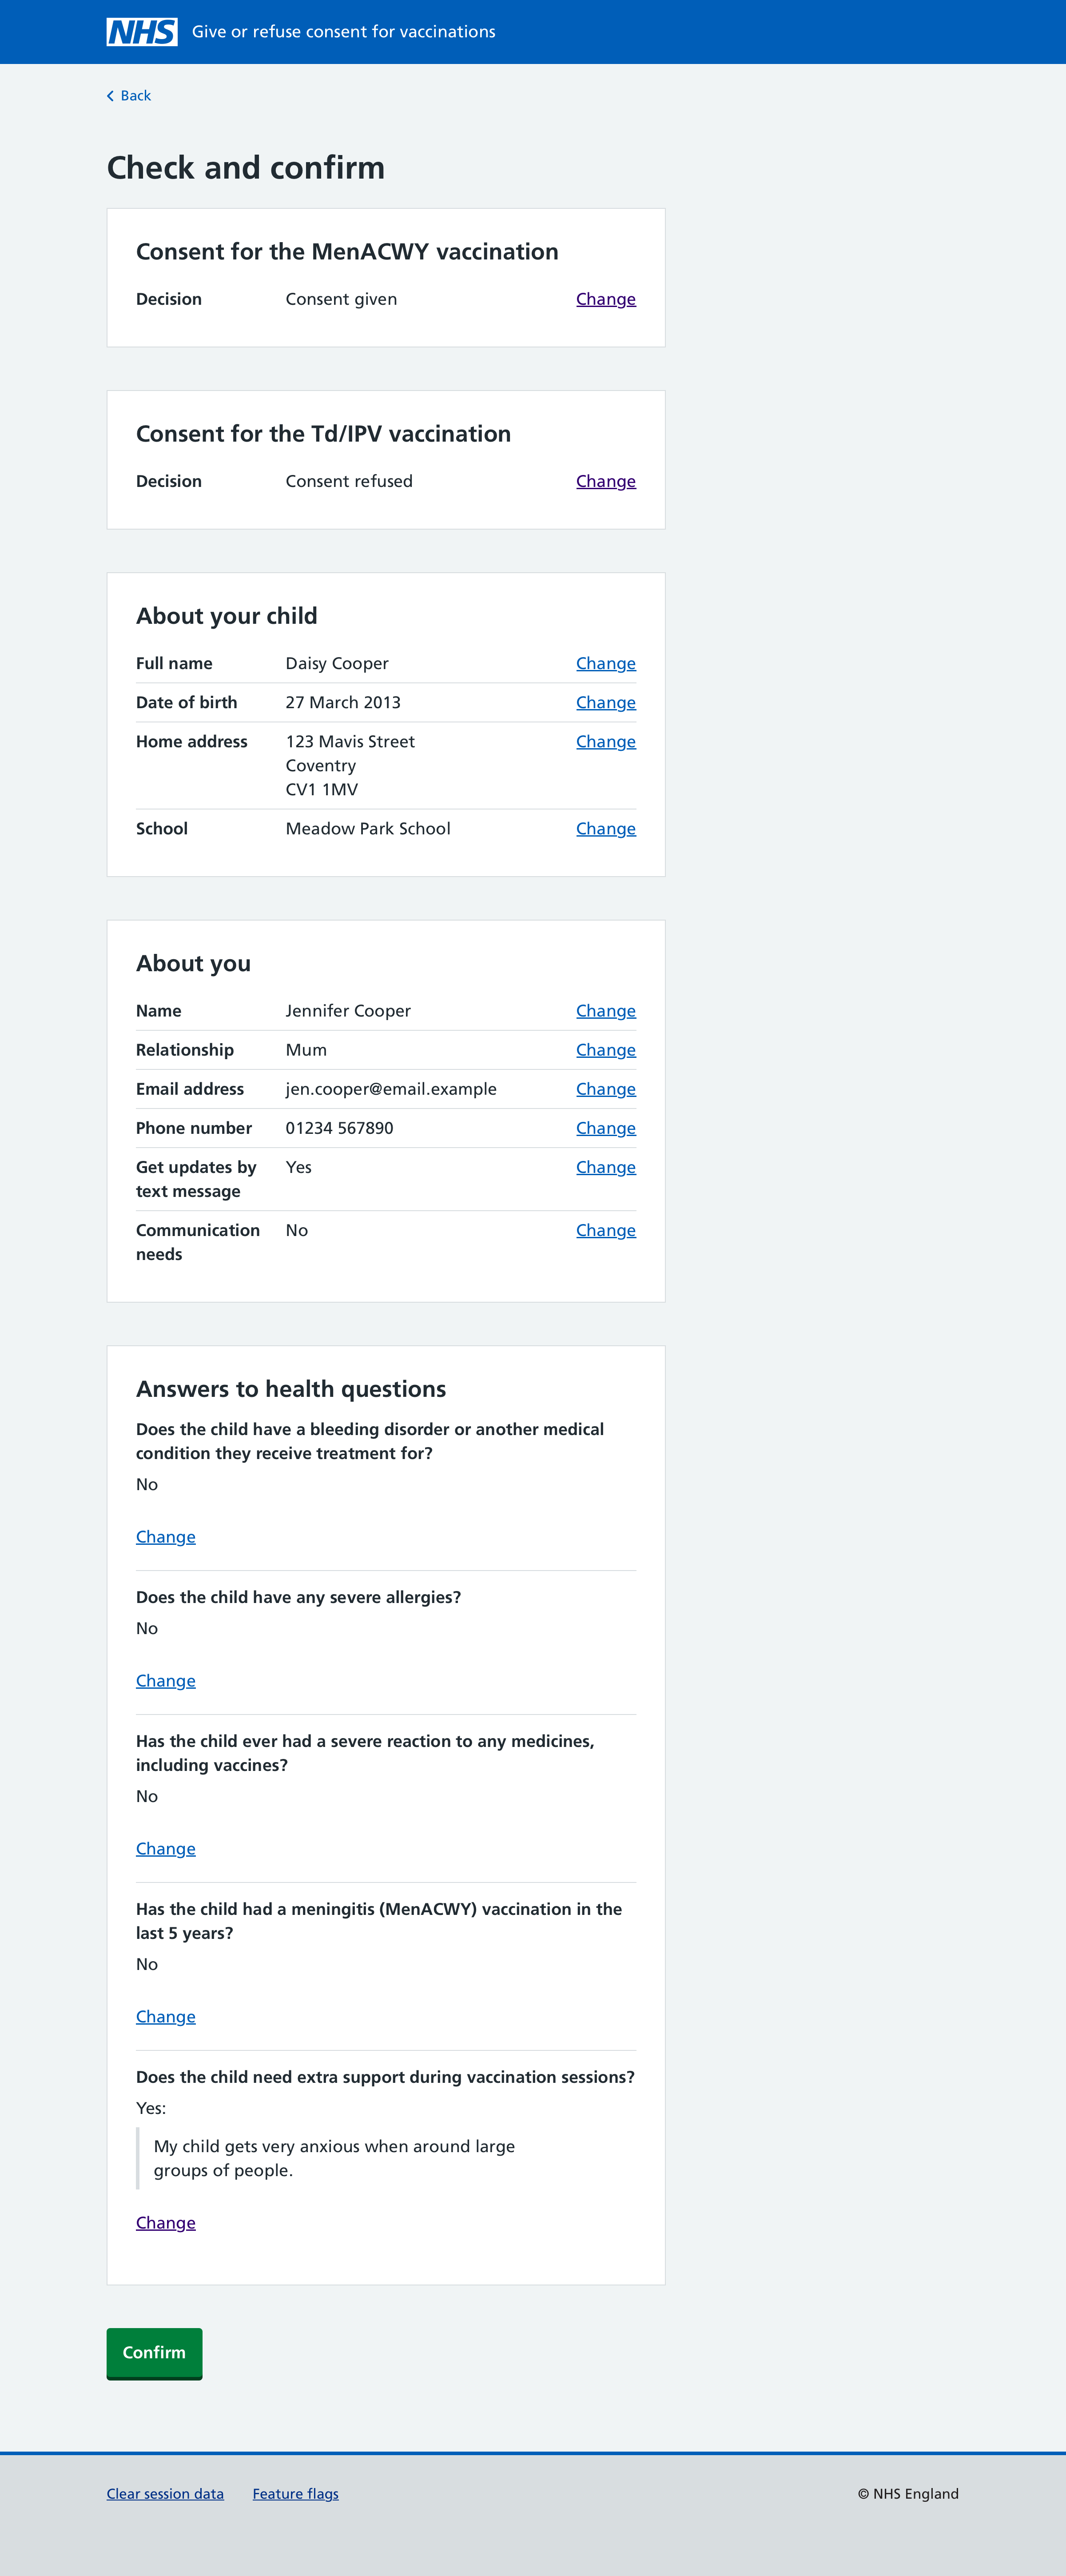 NHS Give or refuse consent for vaccinations
Back
Check and confirm
Consent for the MenACWY vaccination
Decision Consent given Change
Consent for the Td/IPV vaccination
Decision Consent refused Change
About your child
Full name Daisy Cooper Change
Date of birth 27 March 2013 Change
Home address 123 Mavis Street Change
Coventry
CV1 1MV
School Meadow Park School Change
About you
Name Jennifer Cooper Change
Relationship Mum Change
Email address jen.cooper@email.example Change
Phone number 01234 567890 Change
Get updates by Yes Change
text message
Communication No Change
needs
Answers to health questions
Does the child have a bleeding disorder or another medical
condition they receive treatment for?
No
Change
Does the child have any severe allergies?
No
Change
Has the child ever had a severe reaction to any medicines,
including vaccines?
No
Change
Has the child had a meningitis (MenACWY) vaccination in the
last 5 years?
No
Change
Does the child need extra support during vaccination sessions?
Yes:
My child gets very anxious when around large
groups of people.
Change
Confirm
Clear session data Feature flags © NHS England